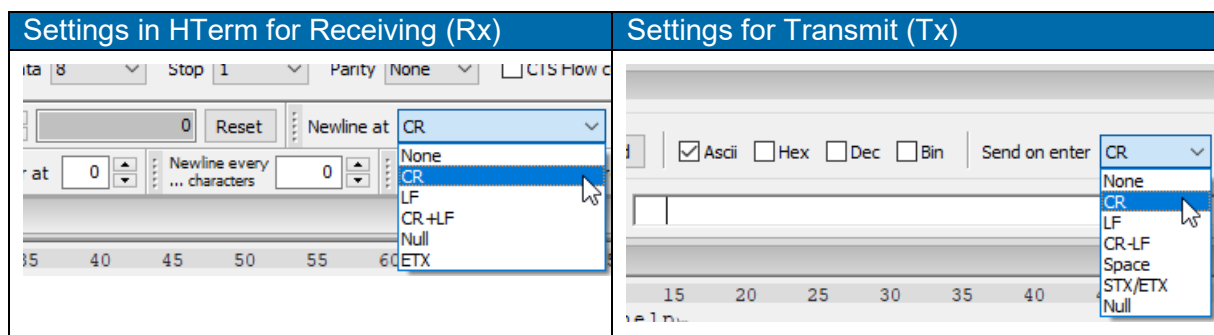 Settings in HTerm for Receiving (Rx)
ta 8 Stop 1 Parity None CTS Flow c
0 Reset Newline at CR
r at 0 Newline every ... characters 0
None
CR
LF
CR+LF
Null
ETX
35 40 45 50 55 60
Settings for Transmit (Tx)
d Ascii Hex Dec Bin Send on enter CR
None
CR
LF
CR-LF
Space
STX/ETX
Null
15 20 25 30 35 40
help